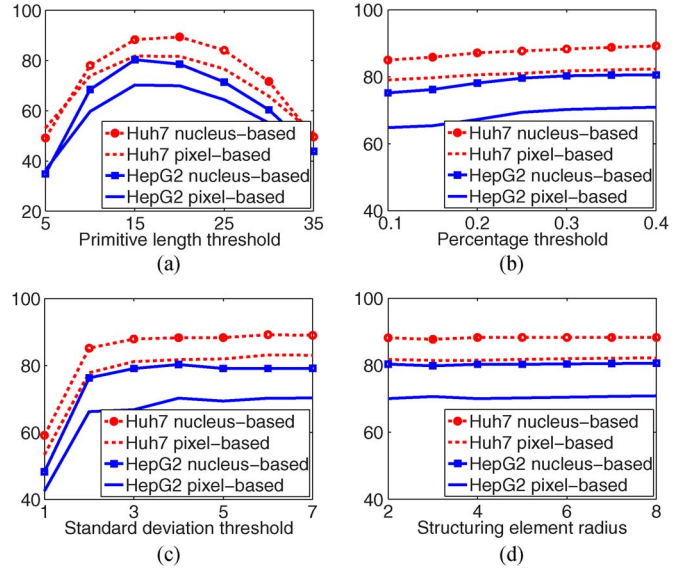 100
80
60
40
20
5
15
25
35
Huh7 nucleus-based
Huh7 pixel-based
HepG2 nucleus-based
HepG2 pixel-based
Primitive length threshold
(a)
100
80
60
40
0.1
0.2
0.3
0.4
Huh7 nucleus-based
Huh7 pixel-based
HepG2 nucleus-based
HepG2 pixel-based
Percentage threshold
(b)
100
80
60
40
1
3
5
7
Huh7 nucleus-based
Huh7 pixel-based
HepG2 nucleus-based
HepG2 pixel-based
Standard deviation threshold
(c)
100
80
60
40
2
4
6
8
Huh7 nucleus-based
Huh7 pixel-based
HepG2 nucleus-based
HepG2 pixel-based
Structuring element radius
(d)